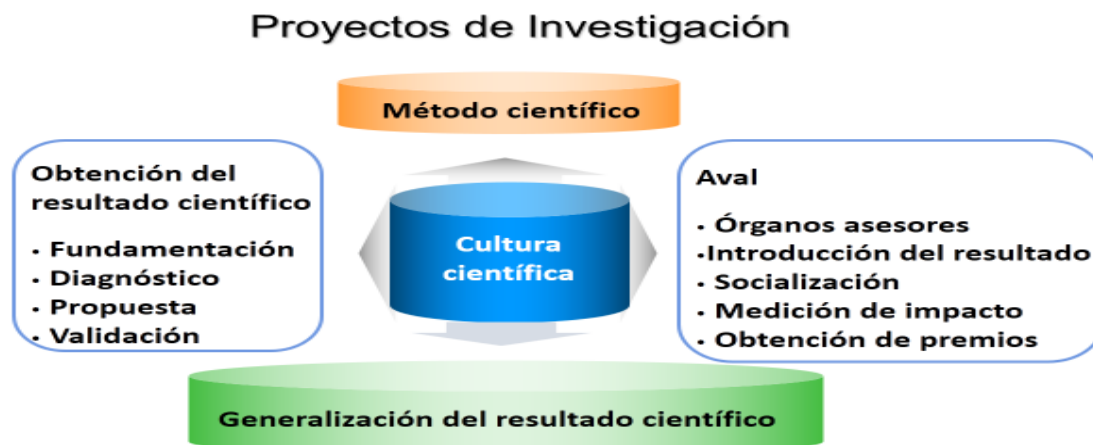 Proyectos de Investigación
Método científico
Obtención del
resultado científico
• Fundamentación
• Diagnóstico
• Propuesta
• Validación
Cultura
científica
Aval
• Órganos asesores
•Introducción del resultado
• Socialización
• Medición de impacto
• Obtención de premios
Generalización del resultado científico